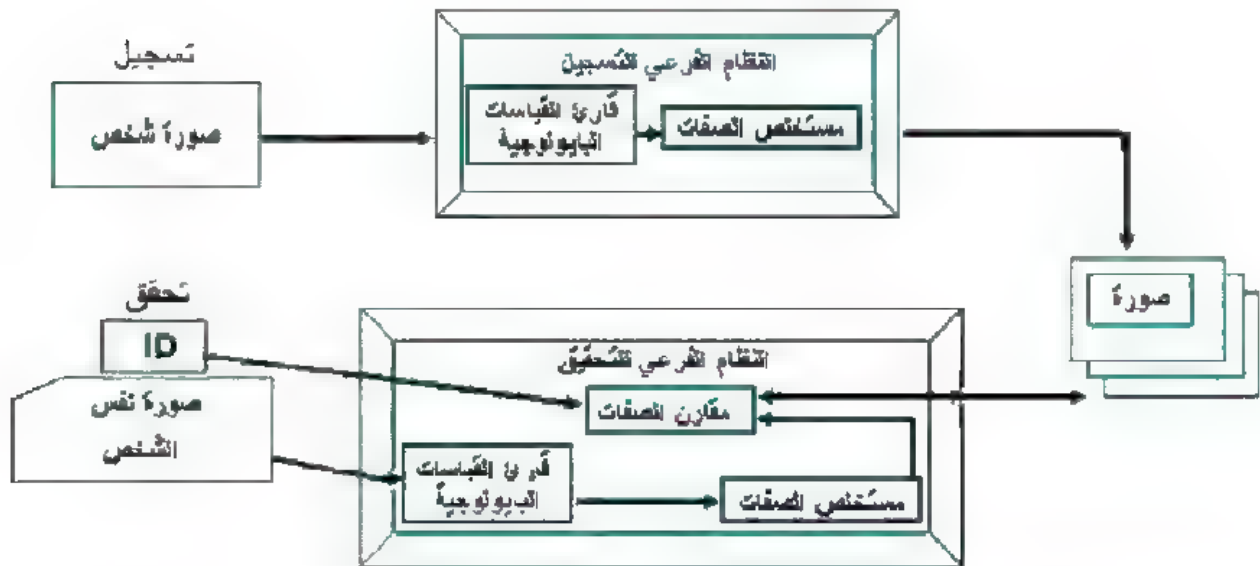 تسجيل
صورة شخص
النظام الفرعي للتسجيل
قارئ القياسات
البايولوجية
مستخلص الصفات
صورة
تحقق
ID
صورة نفس
الشخص
النظام الفرعي للتحقيق
مقارن الصفات
قارئ القياسات
البايولوجية
مستخلص الصفات